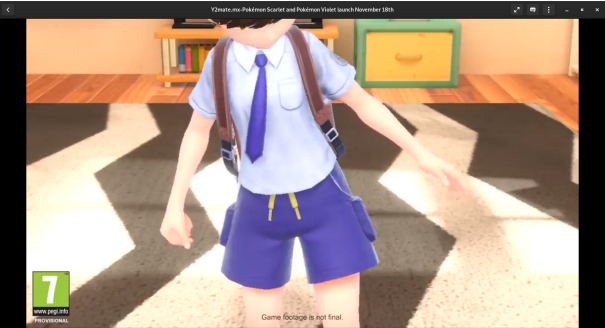 Y2mate.mx-Pokémon Scarlet and Pokémon Violet launch November 18th
7
www.pegi.info
PROVISIONAL
Game footage is not final.